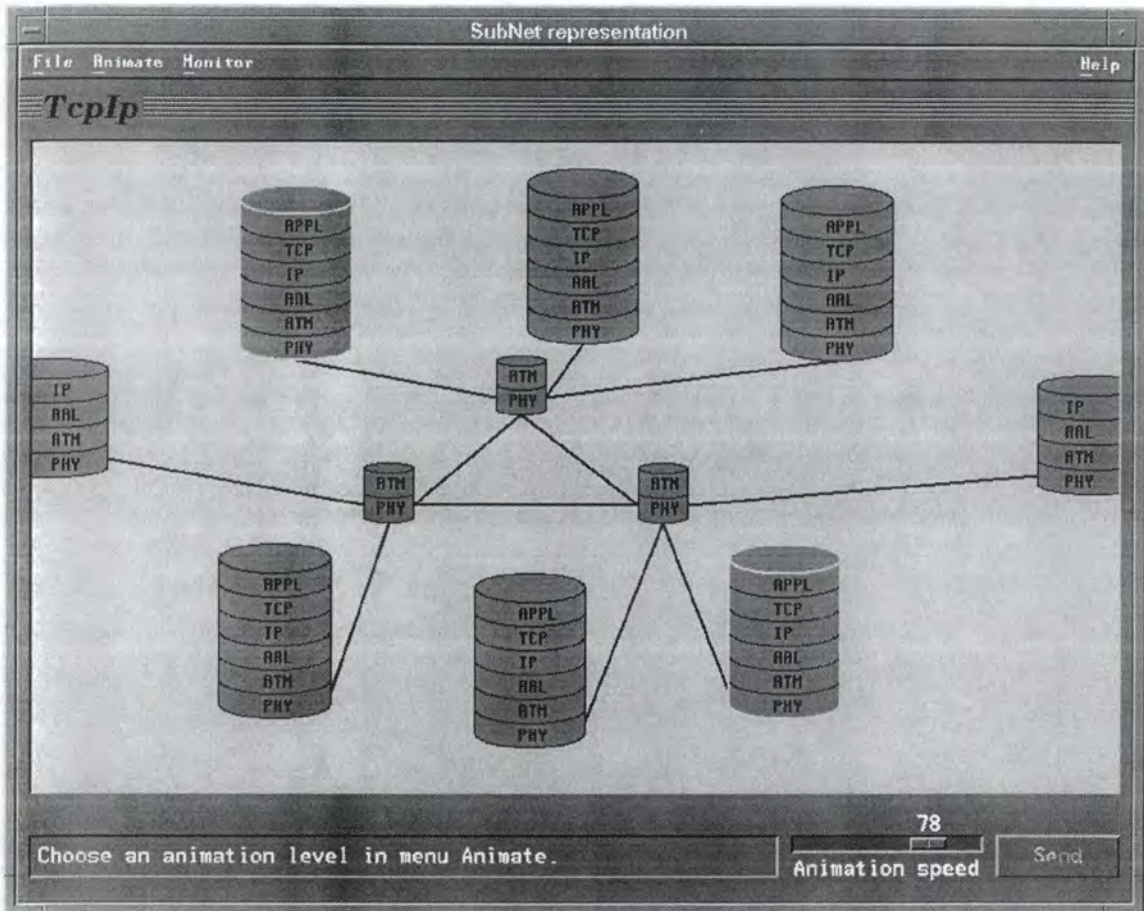 SubNet representation
File Animate Monitor Help
TcpIp
APPL
TCP
IP
AAL
ATM
PHY
APPL
TCP
IP
AAL
ATM
PHY
APPL
TCP
IP
AAL
ATM
PHY
ATM
PHY
IP
AAL
ATM
PHY
IP
AAL
ATM
PHY
ATM
PHY
ATM
PHY
APPL
TCP
IP
AAL
ATM
PHY
APPL
TCP
IP
AAL
ATM
PHY
APPL
TCP
IP
AAL
ATM
PHY
Choose an animation level in menu Animate.
78
Animation speed
Send